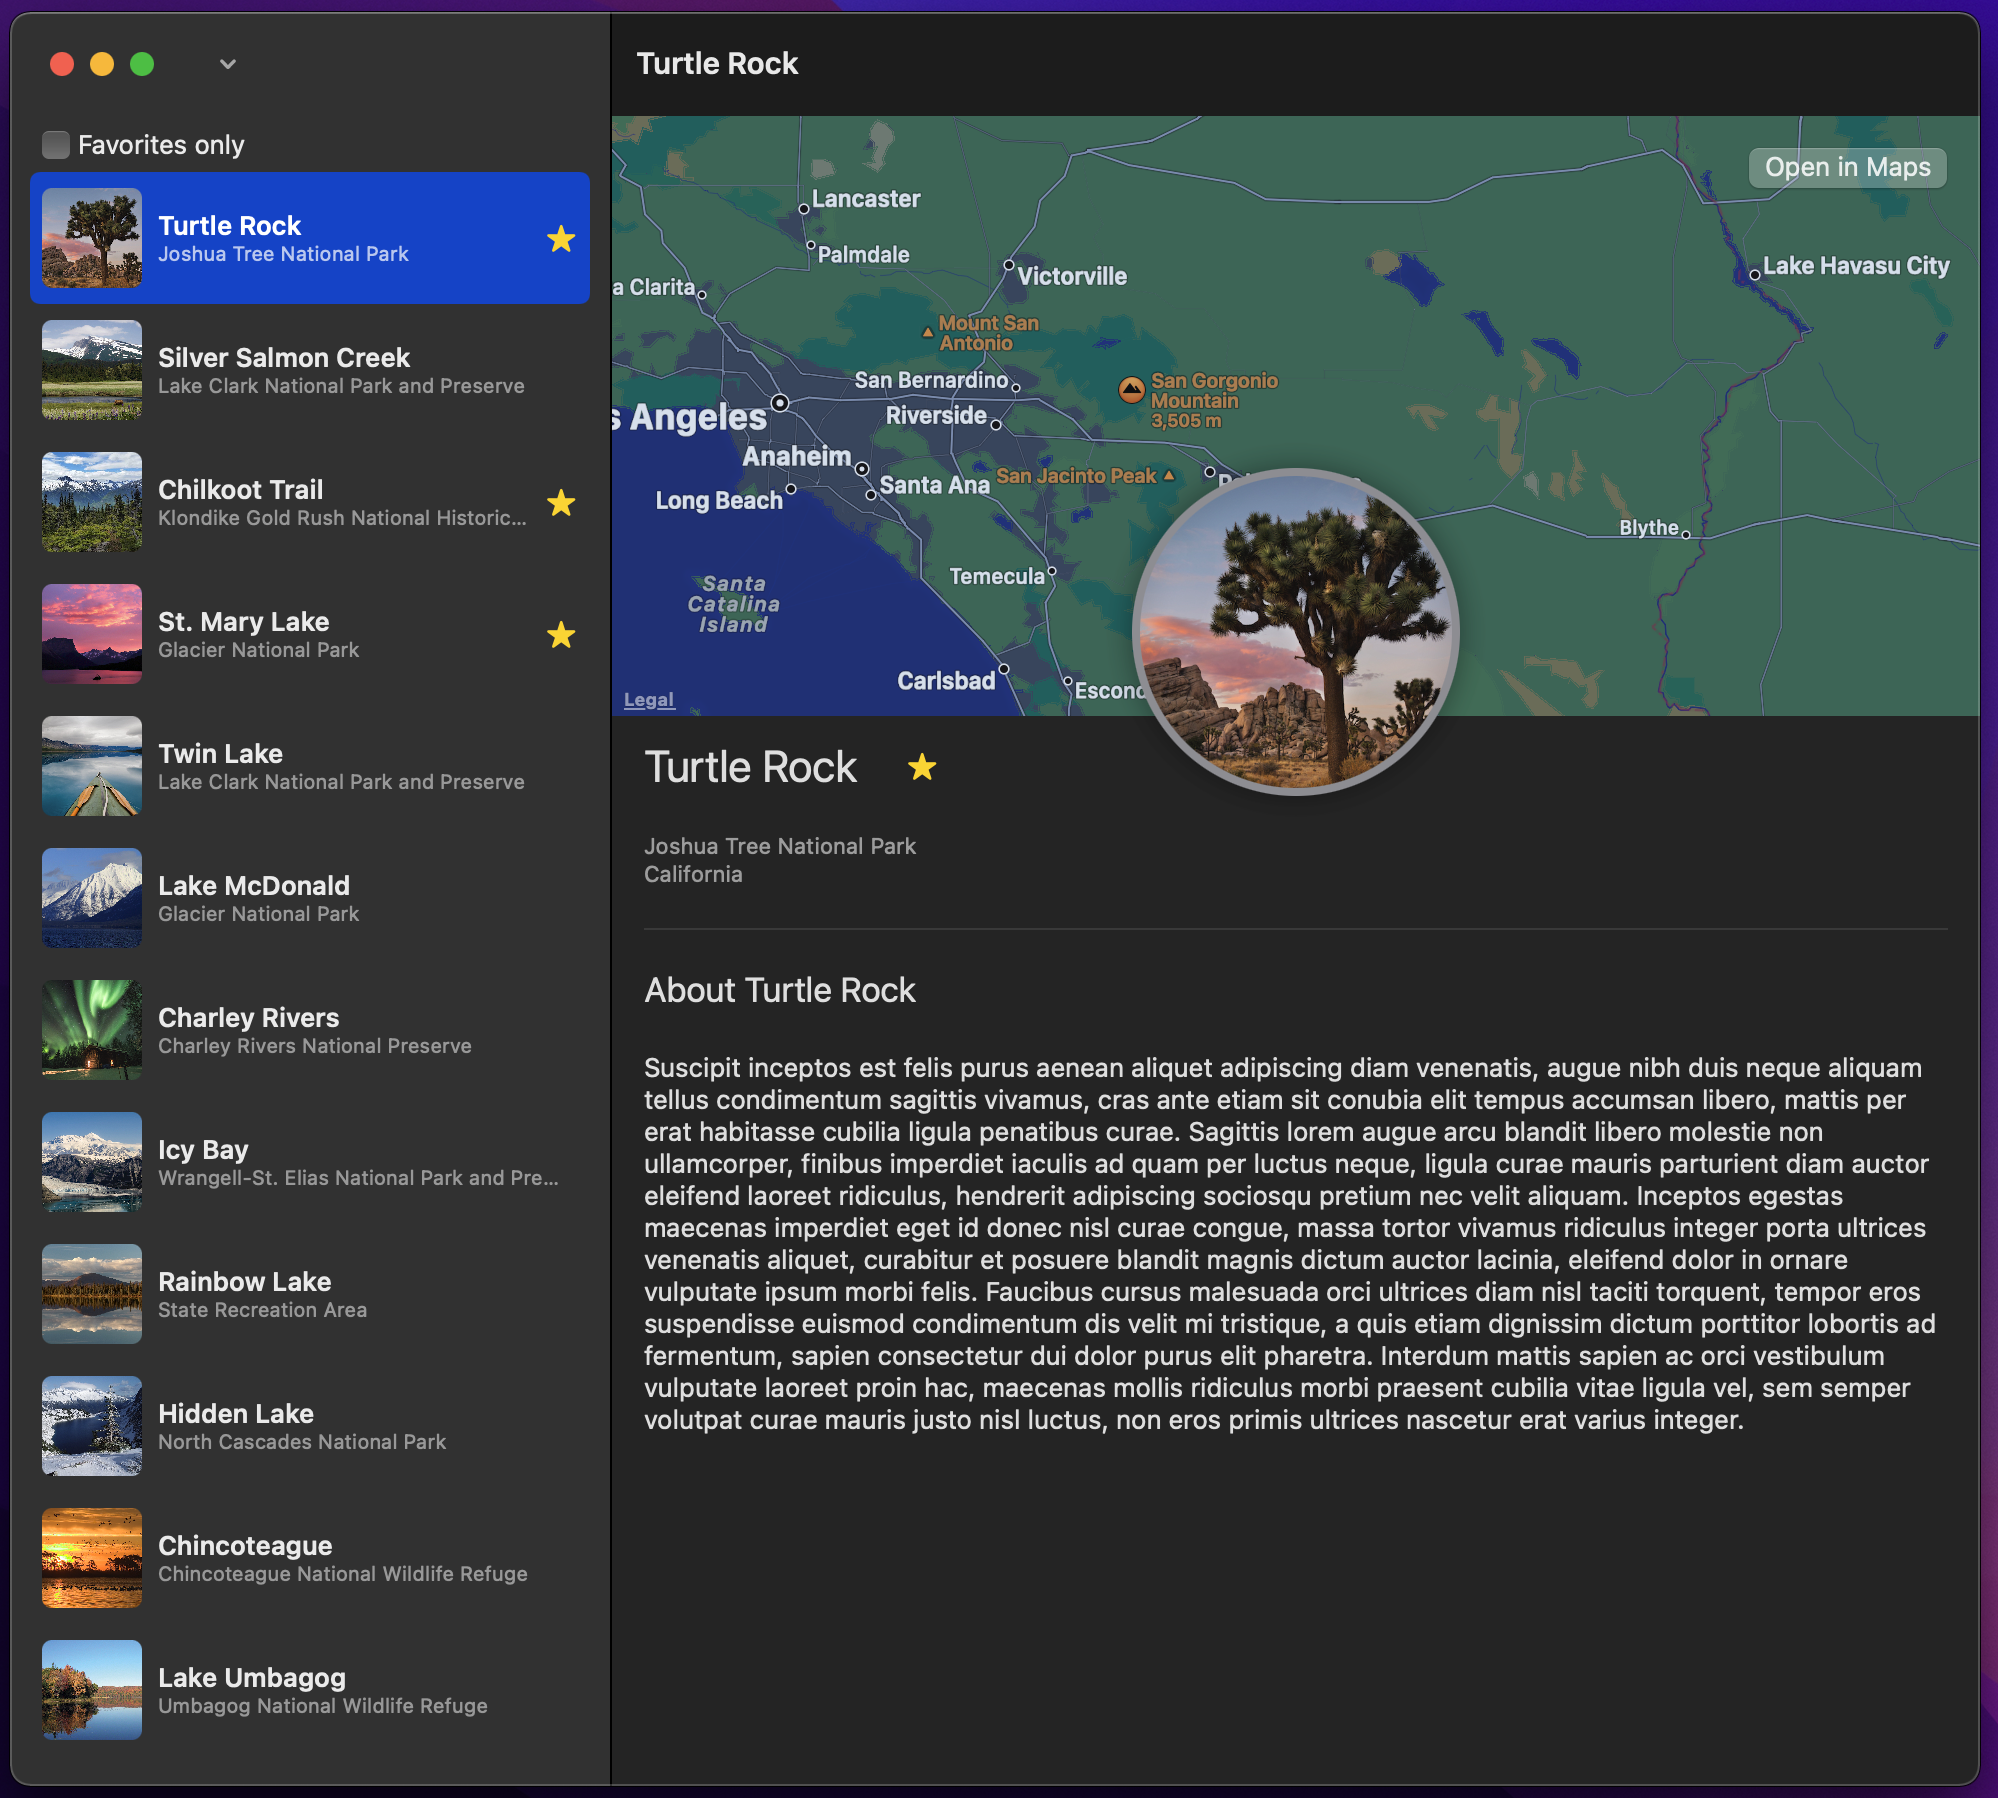 Turtle Rock
Favorites only
Turtle Rock
Joshua Tree National Park
Silver Salmon Creek
Lake Clark National Park and Preserve
Chilkoot Trail
Klondike Gold Rush National Historic...
St. Mary Lake
Glacier National Park
Twin Lake
Lake Clark National Park and Preserve
Lake McDonald
Glacier National Park
Charley Rivers
Charley Rivers National Preserve
Icy Bay
Wrangell-St. Elias National Park and Pre...
Rainbow Lake
State Recreation Area
Hidden Lake
North Cascades National Park
Chincoteague
Chincoteague National Wildlife Refuge
Lake Umbagog
Umbagog National Wildlife Refuge
Open in Maps
Lancaster
Palmdale
Victorville
Lake Havasu City
a Clarita
Mount San
Antonio
San Bernardino
San Gorgonio
Mountain
3,505 m
Riverside
s Angeles
Anaheim
San Jacinto Peak
Santa Ana
Long Beach
Blythe
Temecula
Santa
Catalina
Island
Carlsbad
Escond
Legal
Turtle Rock
Joshua Tree National Park
California
About Turtle Rock
Suscipit inceptos est felis purus aenean aliquet adipiscing diam venenatis, augue nibh duis neque aliquam
tellus condimentum sagittis vivamus, cras ante etiam sit conubia elit tempus accumsan libero, mattis per
erat habitasse cubilia ligula penatibus curae. Sagittis lorem augue arcu blandit libero molestie non
ullamcorper, finibus imperdiet iaculis ad quam per luctus neque, ligula curae mauris parturient diam auctor
eleifend laoreet ridiculus, hendrerit adipiscing sociosqu pretium nec velit aliquam. Inceptos egestas
maecenas imperdiet eget id donec nisl curae congue, massa tortor vivamus ridiculus integer porta ultrices
venenatis aliquet, curabitur et posuere blandit magnis dictum auctor lacinia, eleifend dolor in ornare
vulputate ipsum morbi felis. Faucibus cursus malesuada orci ultrices diam nisl taciti torquent, tempor eros
suspendisse euismod condimentum dis velit mi tristique, a quis etiam dignissim dictum porttitor lobortis ad
fermentum, sapien consectetur dui dolor purus elit pharetra. Interdum mattis sapien ac orci vestibulum
vulputate laoreet proin hac, maecenas mollis ridiculus morbi praesent cubilia vitae ligula vel, sem semper
volutpat curae mauris justo nisl luctus, non eros primis ultrices nascetur erat varius integer.